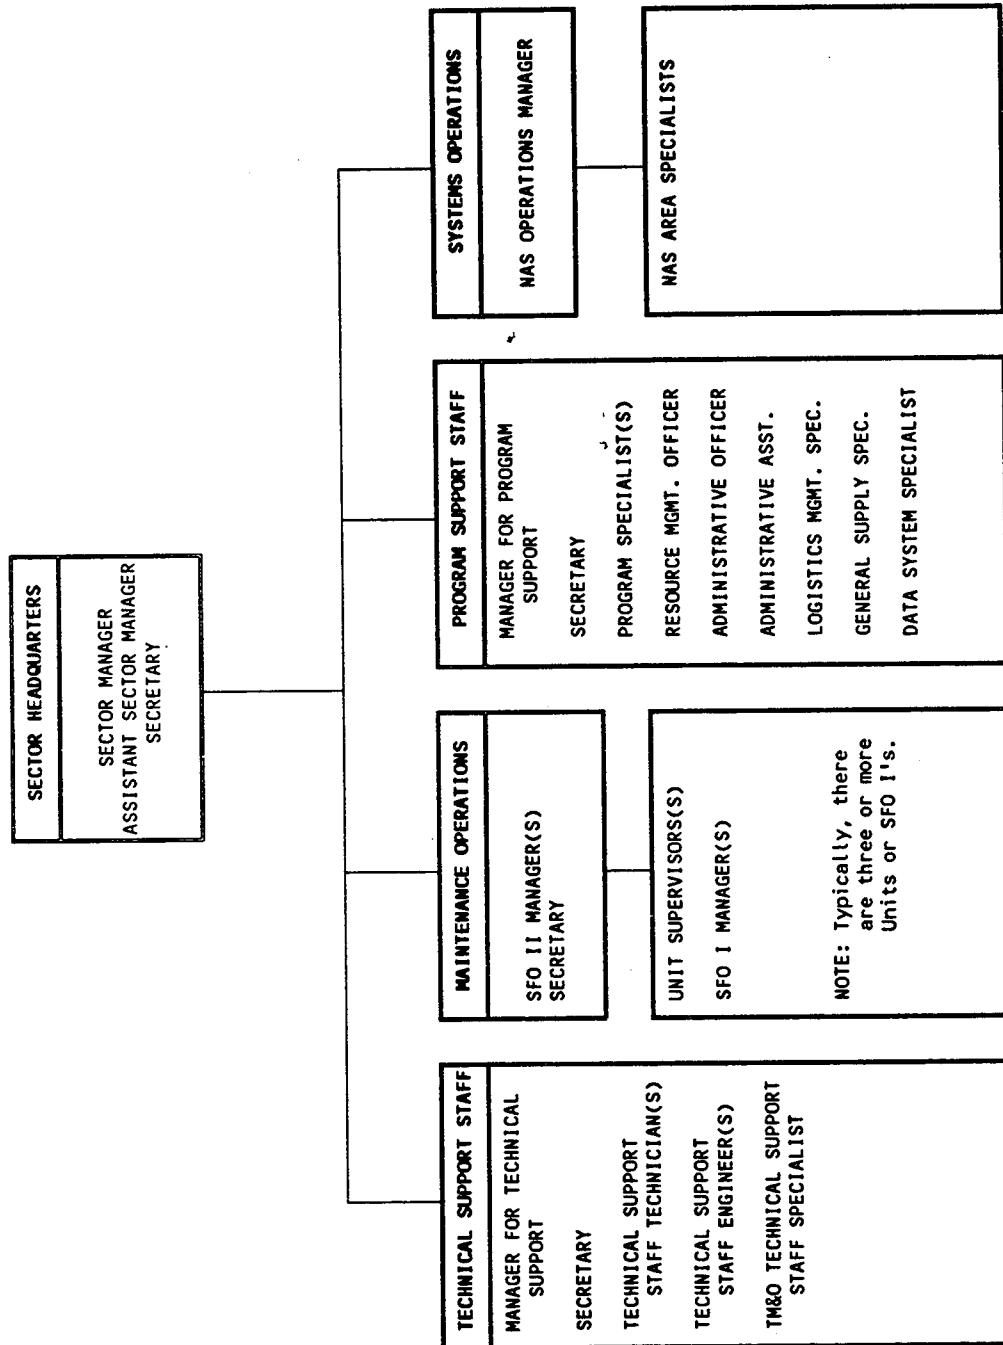 SECTOR HEADQUARTERS
SECTOR MANAGER
ASSISTANT SECTOR MANAGER
SECRETARY
TECHNICAL SUPPORT STAFF
MANAGER FOR TECHNICAL
SUPPORT
SECRETARY
TECHNICAL SUPPORT
STAFF TECHNICIAN(S)
TECHNICAL SUPPORT
STAFF ENGINEER(S)
TM&O TECHNICAL SUPPORT
STAFF SPECIALIST
MAINTENANCE OPERATIONS
SFO II MANAGER(S)
SECRETARY
UNIT SUPERVISORS(S)
SFO I MANAGER(S)
NOTE: Typically, there
are three or more
Units or SFO I's.
PROGRAM SUPPORT STAFF
MANAGER FOR PROGRAM
SUPPORT
SECRETARY
PROGRAM SPECIALIST(S)
RESOURCE MGMT. OFFICER
ADMINISTRATIVE OFFICER
ADMINISTRATIVE ASST.
LOGISTICS MGMT. SPEC.
GENERAL SUPPLY SPEC.
DATA SYSTEM SPECIALIST
SYSTEMS OPERATIONS
NAS OPERATIONS MANAGER
NAS AREA SPECIALISTS